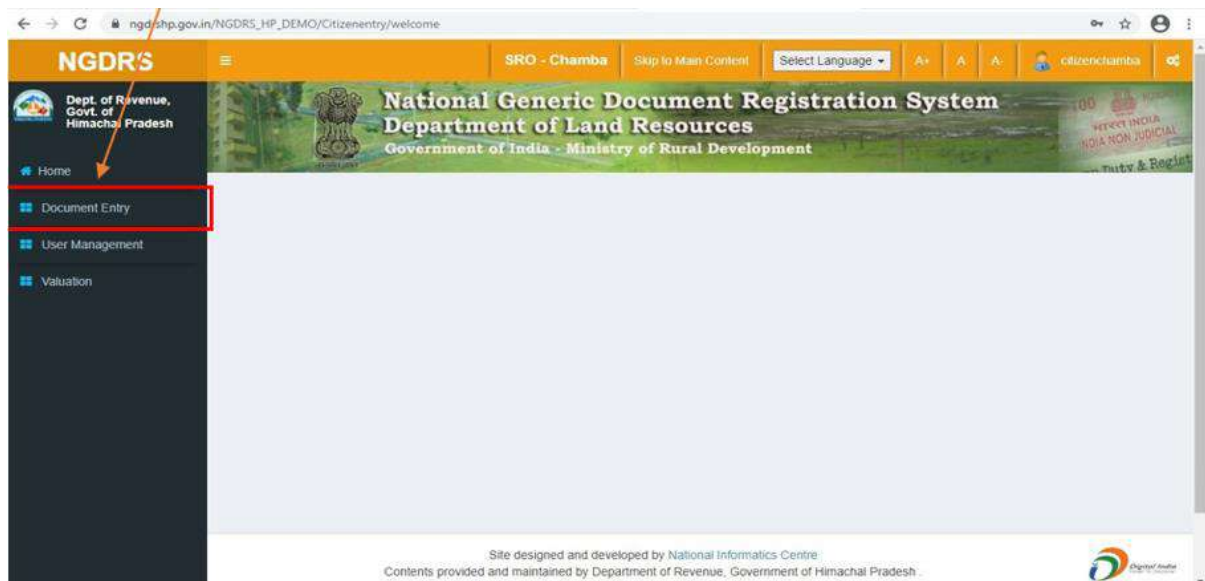 ngdrshp.gov.in/NGDRS_HP_DEMO/Citizenentry/welcome
NGDRS
SRO - Chamba
Skip to Main Content
Select Language
A+
A
A-
citizenchamba
Dept. of Revenue,
Govt. of
Himachal Pradesh
National Generic Document Registration System
Department of Land Resources
Government of India - Ministry of Rural Development
100
INDIA NON JUDICIAL
Duty & Regist
Home
Document Entry
User Management
Valuation
Site designed and developed by National Informatics Centre
Contents provided and maintained by Department of Revenue, Government of Himachal Pradesh .
Digital India